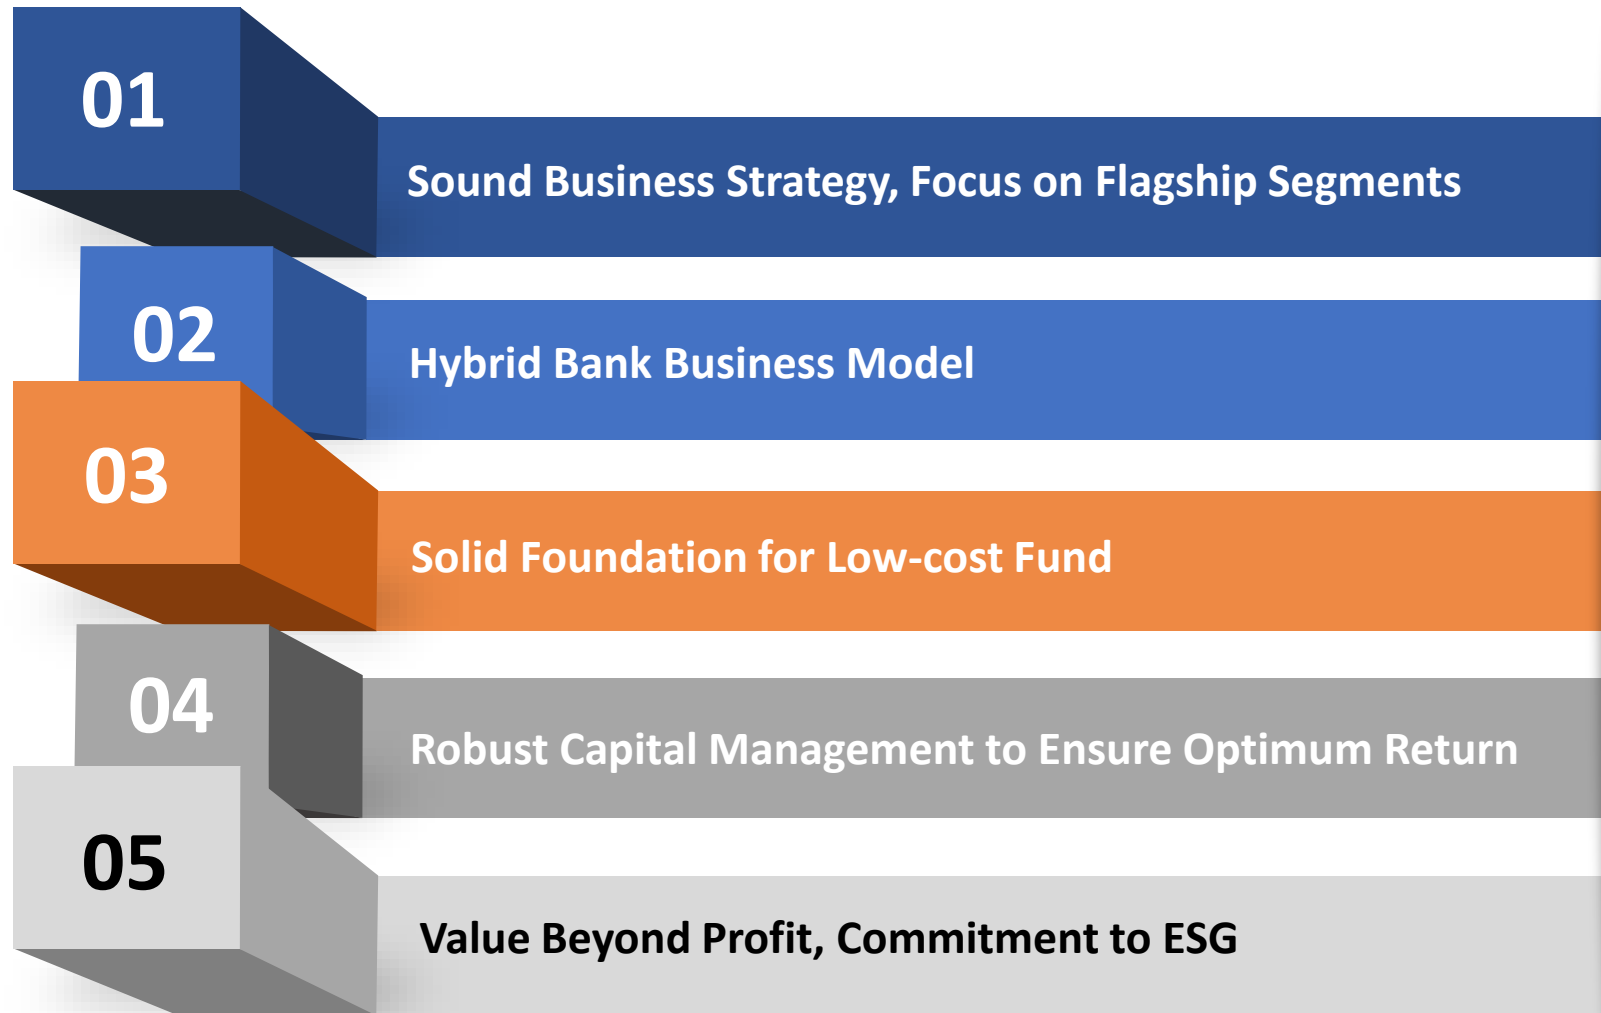 01
Sound Business Strategy, Focus on Flagship Segments
02
Hybrid Bank Business Model
03
Solid Foundation for Low-cost Fund
04
Robust Capital Management to Ensure Optimum Return
05
Value Beyond Profit, Commitment to ESG